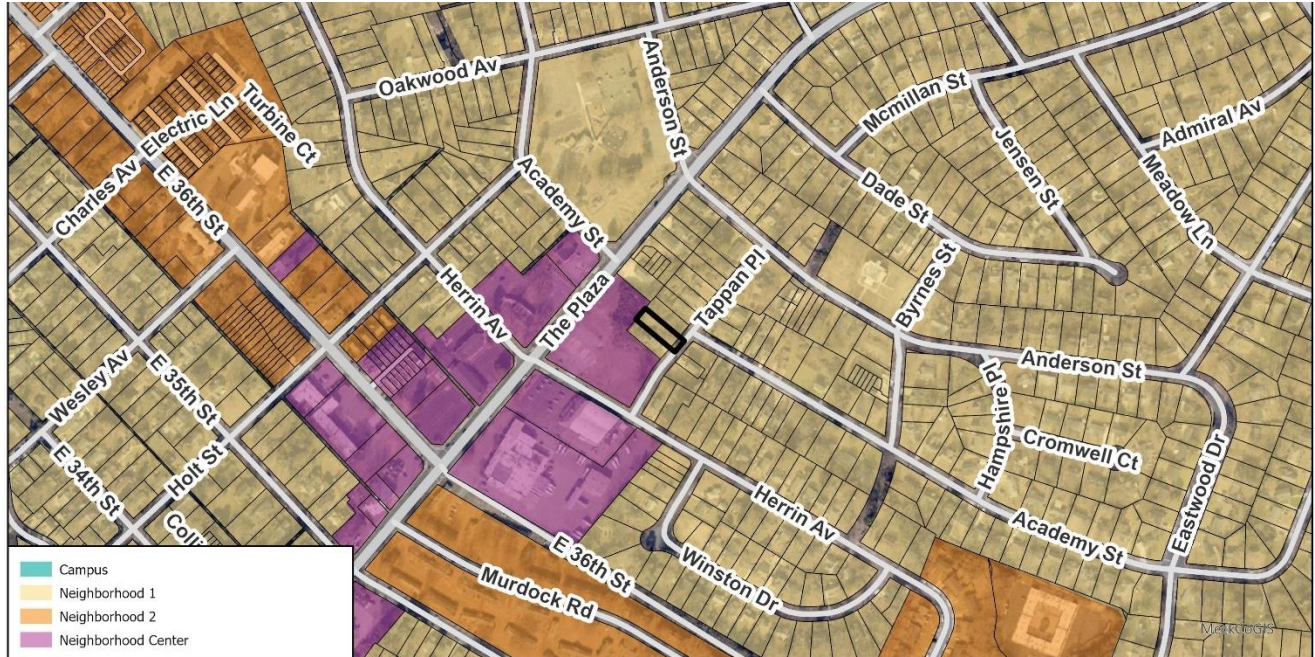 Oakwood Av
Anderson St
Mcmillan St
Admiral Av
Jensen St
Meadow Ln
Turbine Ct
Electric Ln
Charles Av
E 36th St
Academy St
Dade St
Tappan Pl
Byrnes St
Herrin Av
The Plaza
Anderson St
Hampshire Pl
Cromwell Ct
Eastwood Dr
Wesley Av
E 35th St
Holt St
E 34th St
Herrin Av
Academy St
E 36th St
Winston Dr
Murdock Rd
Campus
Neighborhood 1
Neighborhood 2
Neighborhood Center